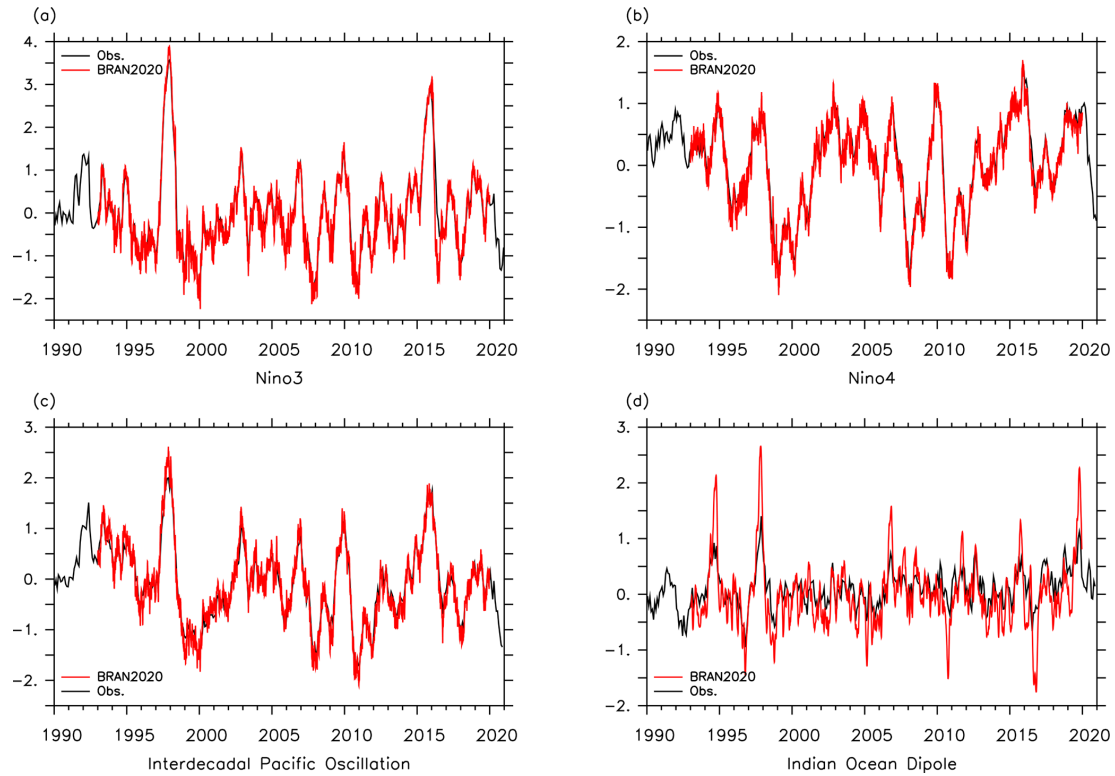 (a)
4.
3.
2.
1.
0.
−1.
−2.
Obs.
BRAN2020
1990 1995 2000 2005 2010 2015 2020
Nino3
(b)
2.
1.
0.
−1.
−2.
Obs.
BRAN2020
1990 1995 2000 2005 2010 2015 2020
Nino4
(c)
3.
2.
1.
0.
−1.
−2.
BRAN2020
Obs.
1990 1995 2000 2005 2010 2015 2020
Interdecadal Pacific Oscillation
(d)
3.
2.
1.
0.
−1.
−2.
BRAN2020
Obs.
1990 1995 2000 2005 2010 2015 2020
Indian Ocean Dipole